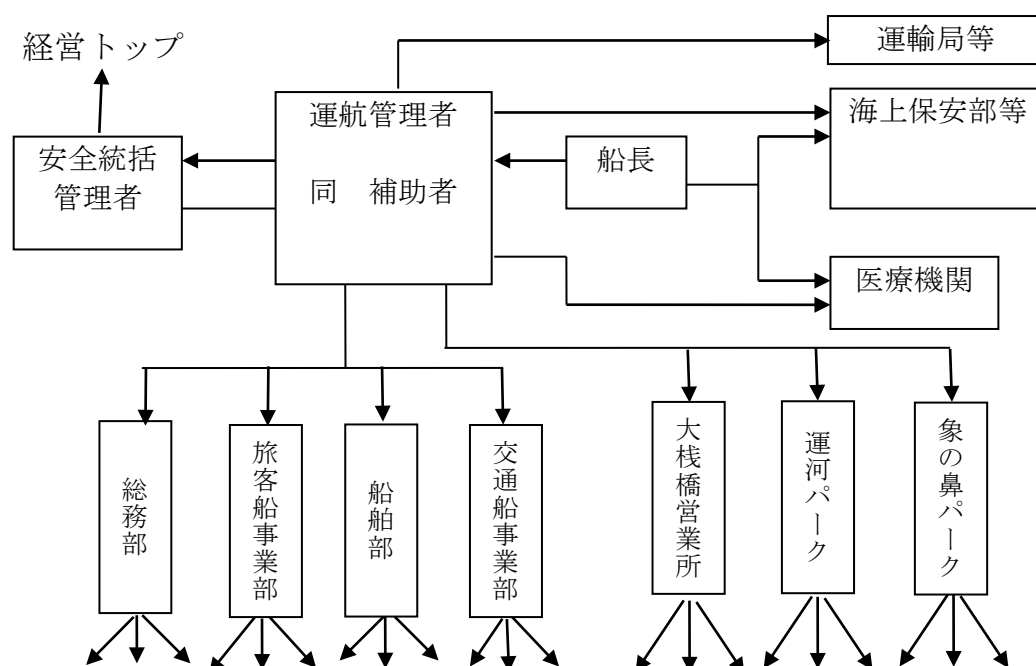 経営トップ
運輸局等
運航管理者
同　補助者
海上保安部等
安全統括
管理者
船長
医療機関
総務部
旅客船事業部
船舶部
交通船事業部
大桟橋営業所
運河パーク
象の鼻パーク